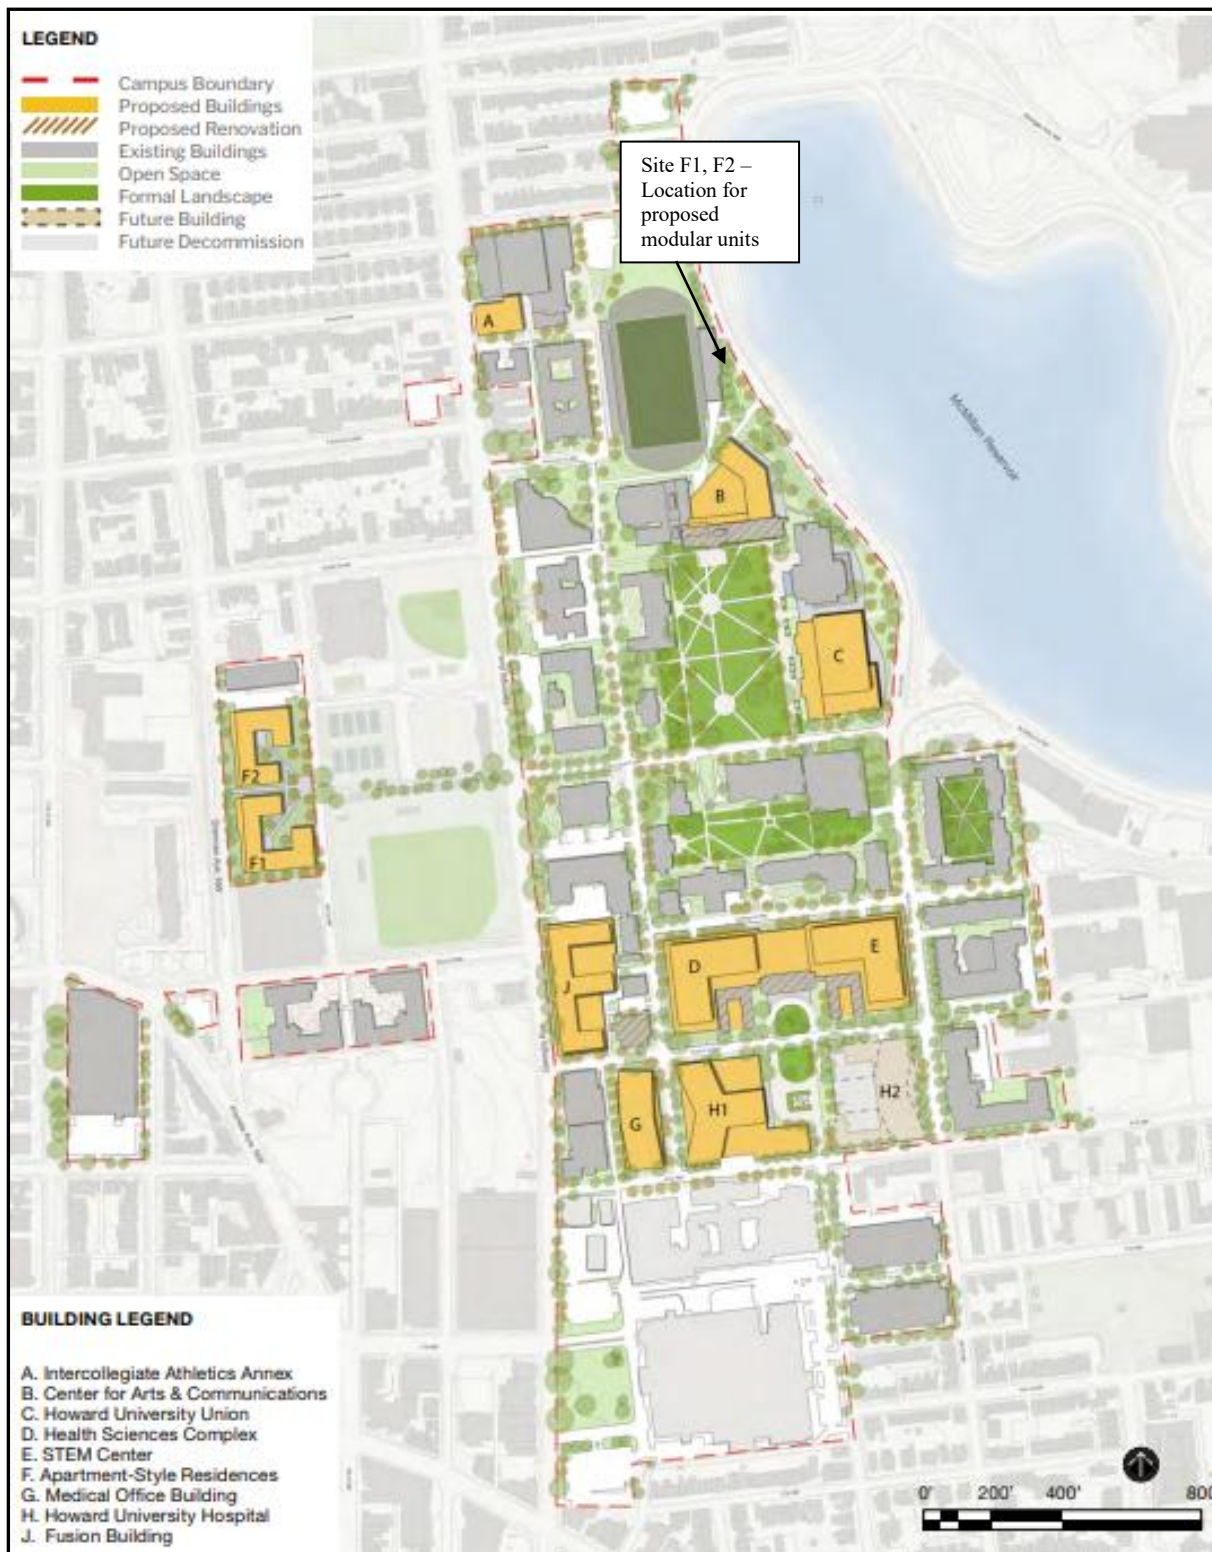 LEGEND
Campus Boundary
Proposed Buildings
Proposed Renovation
Existing Buildings
Open Space
Formal Landscape
Future Building
Future Decommission
Site F1, F2 –
Location for
proposed
modular units
McMillan Reservoir
A
B
C
F2
F1
D
E
J
H2
H1
G
BUILDING LEGEND
A. Intercollegiate Athletics Annex
B. Center for Arts & Communications
C. Howard University Union
D. Health Sciences Complex
E. STEM Center
F. Apartment-Style Residences
G. Medical Office Building
H. Howard University Hospital
J. Fusion Building
0' 200' 400' 800